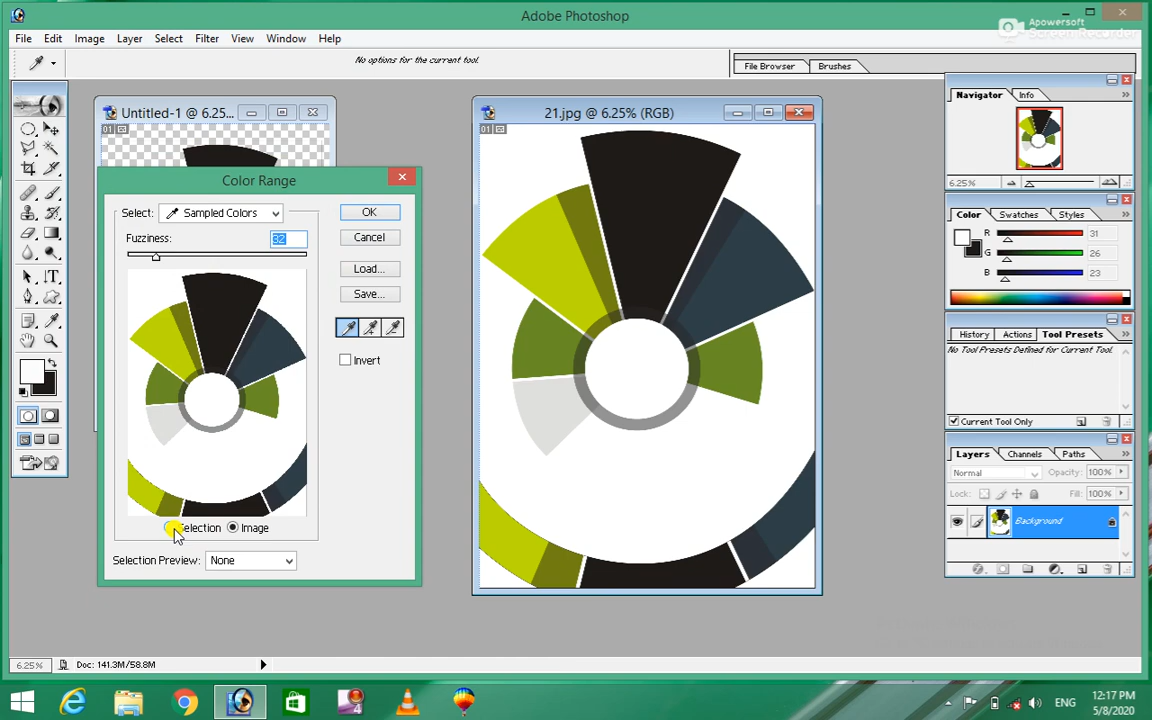 Adobe Photoshop
Apowersoft
Screen Recorder
File Edit Image Layer Select Filter View Window Help
No options for the current tool.
File Browser Brushes
Untitled-1 @ 6.25%...
21.jpg @ 6.25% (RGB)
01
01
Navigator Info
6.25%
Color Swatches Styles
R 31
G 26
B 23
Color Range
Select: Sampled Colors
Fuzziness: 32
OK
Cancel
Load...
Save...
Invert
Selection Image
Selection Preview: None
History Actions Tool Presets
No Tool Presets Defined for Current Tool.
Current Tool Only
Layers Channels Paths
Normal Opacity: 100%
Lock: Fill: 100%
Background
6.25% Doc: 141.3M/58.8M
4
ENG
12:17 PM
5/8/2020